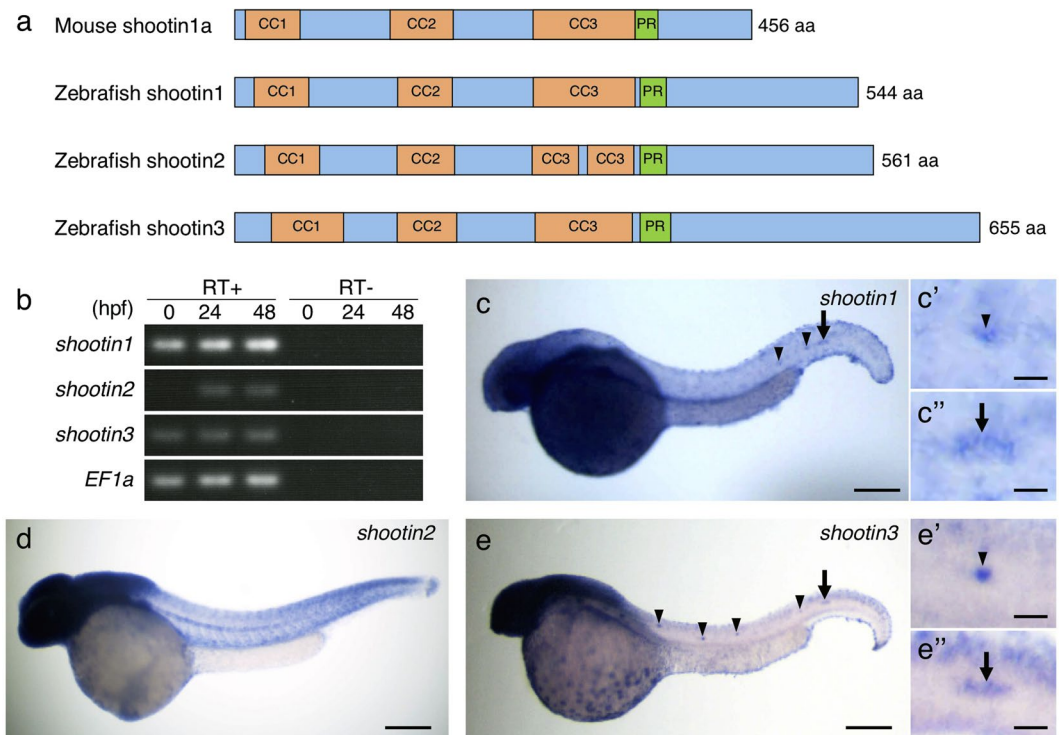 a
Mouse shootin1a CC1 CC2 CC3 PR 456 aa
Zebrafish shootin1 CC1 CC2 CC3 PR 544 aa
Zebrafish shootin2 CC1 CC2 CC3 CC3 PR 561 aa
Zebrafish shootin3 CC1 CC2 CC3 PR 655 aa
b
RT+ RT-
(hpf) 0 24 48 0 24 48
shootin1
shootin2
shootin3
EF1a
c shootin1
c'
c"
d shootin2
e shootin3
e'
e"